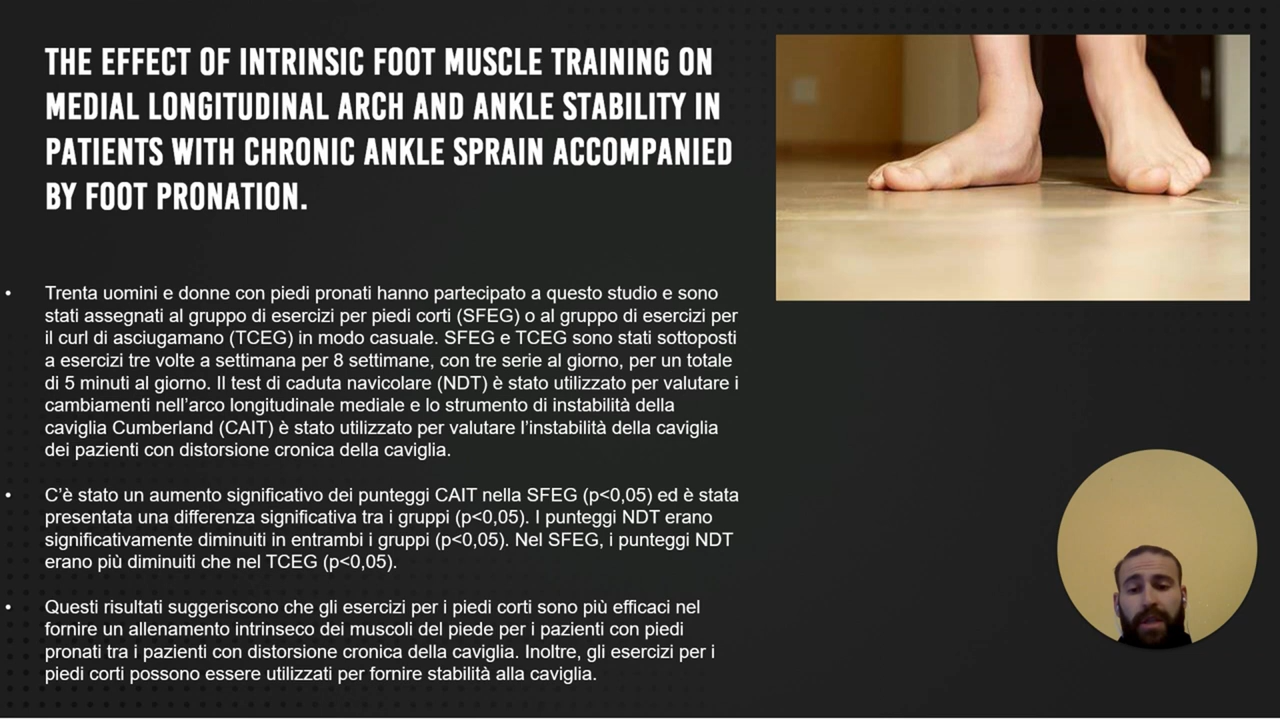 THE EFFECT OF INTRINSIC FOOT MUSCLE TRAINING ON
MEDIAL LONGITUDINAL ARCH AND ANKLE STABILITY IN
PATIENTS WITH CHRONIC ANKLE SPRAIN ACCOMPANIED
BY FOOT PRONATION.
• Trenta uomini e donne con piedi pronati hanno partecipato a questo studio e sono
stati assegnati al gruppo di esercizi per piedi corti (SFEG) o al gruppo di esercizi per
il curl di asciugamano (TCEG) in modo casuale. SFEG e TCEG sono stati sottoposti
a esercizi tre volte a settimana per 8 settimane, con tre serie al giorno, per un totale
di 5 minuti al giorno. Il test di caduta navicolare (NDT) è stato utilizzato per valutare i
cambiamenti nell’arco longitudinale mediale e lo strumento di instabilità della
caviglia Cumberland (CAIT) è stato utilizzato per valutare l’instabilità della caviglia
dei pazienti con distorsione cronica della caviglia.
• C’è stato un aumento significativo dei punteggi CAIT nella SFEG (p<0,05) ed è stata
presentata una differenza significativa tra i gruppi (p<0,05). I punteggi NDT erano
significativamente diminuiti in entrambi i gruppi (p<0,05). Nel SFEG, i punteggi NDT
erano più diminuiti che nel TCEG (p<0,05).
• Questi risultati suggeriscono che gli esercizi per i piedi corti sono più efficaci nel
fornire un allenamento intrinseco dei muscoli del piede per i pazienti con piedi
pronati tra i pazienti con distorsione cronica della caviglia. Inoltre, gli esercizi per i
piedi corti possono essere utilizzati per fornire stabilità alla caviglia.